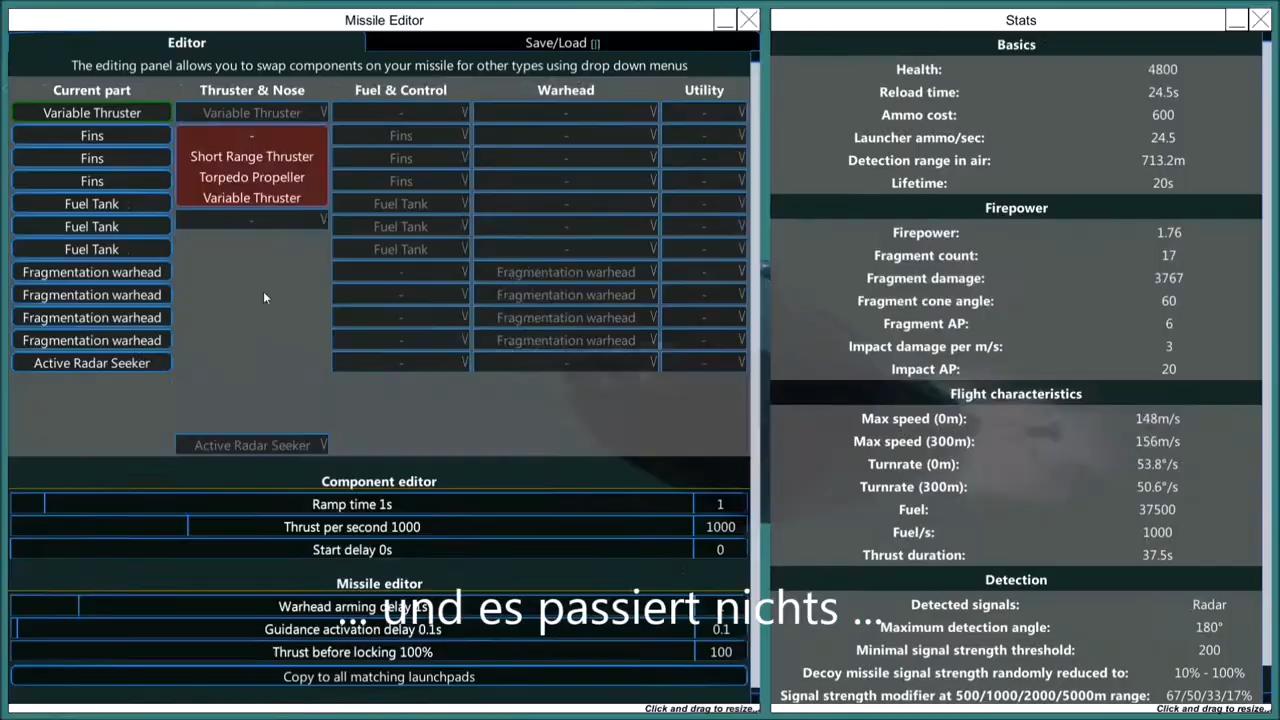 Missile Editor
Editor
Save/Load []]
The editing panel allows you to swap components on your missile for other types using drop down menus
Current part Thruster & Nose Fuel & Control Warhead Utility
Variable Thruster Variable Thruster V - V - V - V
Fins - Fins V - V - V
Fins Short Range Thruster Fins V - V - V
Fins Torpedo Propeller Fins V - V - V
Fuel Tank Variable Thruster Fuel Tank V - V - V
Fuel Tank - V Fuel Tank V - V - V
Fuel Tank Fuel Tank V - V - V
Fragmentation warhead - V Fragmentation warhead V - V
Fragmentation warhead - V Fragmentation warhead V - V
Fragmentation warhead - V Fragmentation warhead V - V
Fragmentation warhead - V Fragmentation warhead V - V
Active Radar Seeker - V - V - V
Active Radar Seeker V
Component editor
Ramp time 1s 1
Thrust per second 1000 1000
Start delay 0s 0
Missile editor
Warhead arming delay 1s
... und es passiert nichts ...
Guidance activation delay 0.1s 0.1
Thrust before locking 100% 100
Copy to all matching launchpads
Click and drag to resize..
Stats
Basics
Health: 4800
Reload time: 24.5s
Ammo cost: 600
Launcher ammo/sec: 24.5
Detection range in air: 713.2m
Lifetime: 20s
Firepower
Firepower: 1.76
Fragment count: 17
Fragment damage: 3767
Fragment cone angle: 60
Fragment AP: 6
Impact damage per m/s: 3
Impact AP: 20
Flight characteristics
Max speed (0m): 148m/s
Max speed (300m): 156m/s
Turnrate (0m): 53.8°/s
Turnrate (300m): 50.6°/s
Fuel: 37500
Fuel/s: 1000
Thrust duration: 37.5s
Detection
Detected signals: Radar
Maximum detection angle: 180°
Minimal signal strength threshold: 200
Decoy missile signal strength randomly reduced to: 10% - 100%
Signal strength modifier at 500/1000/2000/5000m range: 67/50/33/17%
Click and drag to resize..